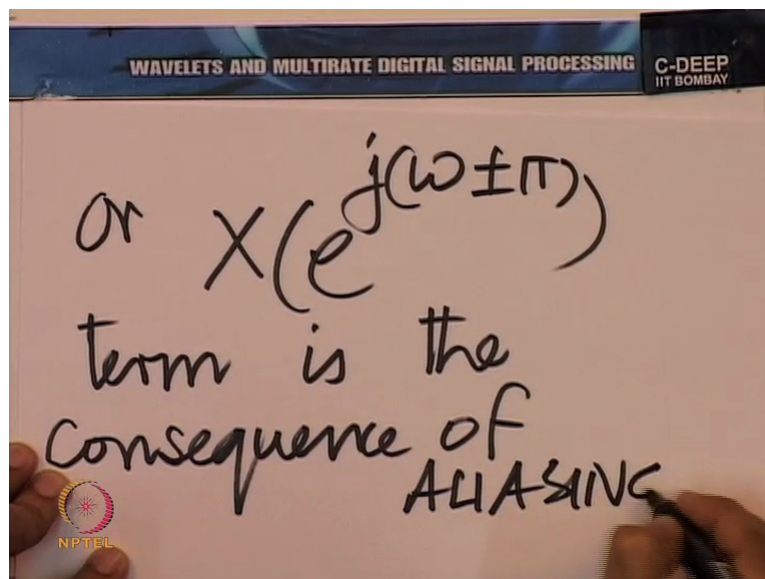 WAVELETS AND MULTIRATE DIGITAL SIGNAL PROCESSING
C-DEEP
IIT BOMBAY
or X(e^{j(ω±π)})
term is the
consequence of
ALIASING
NPTEL